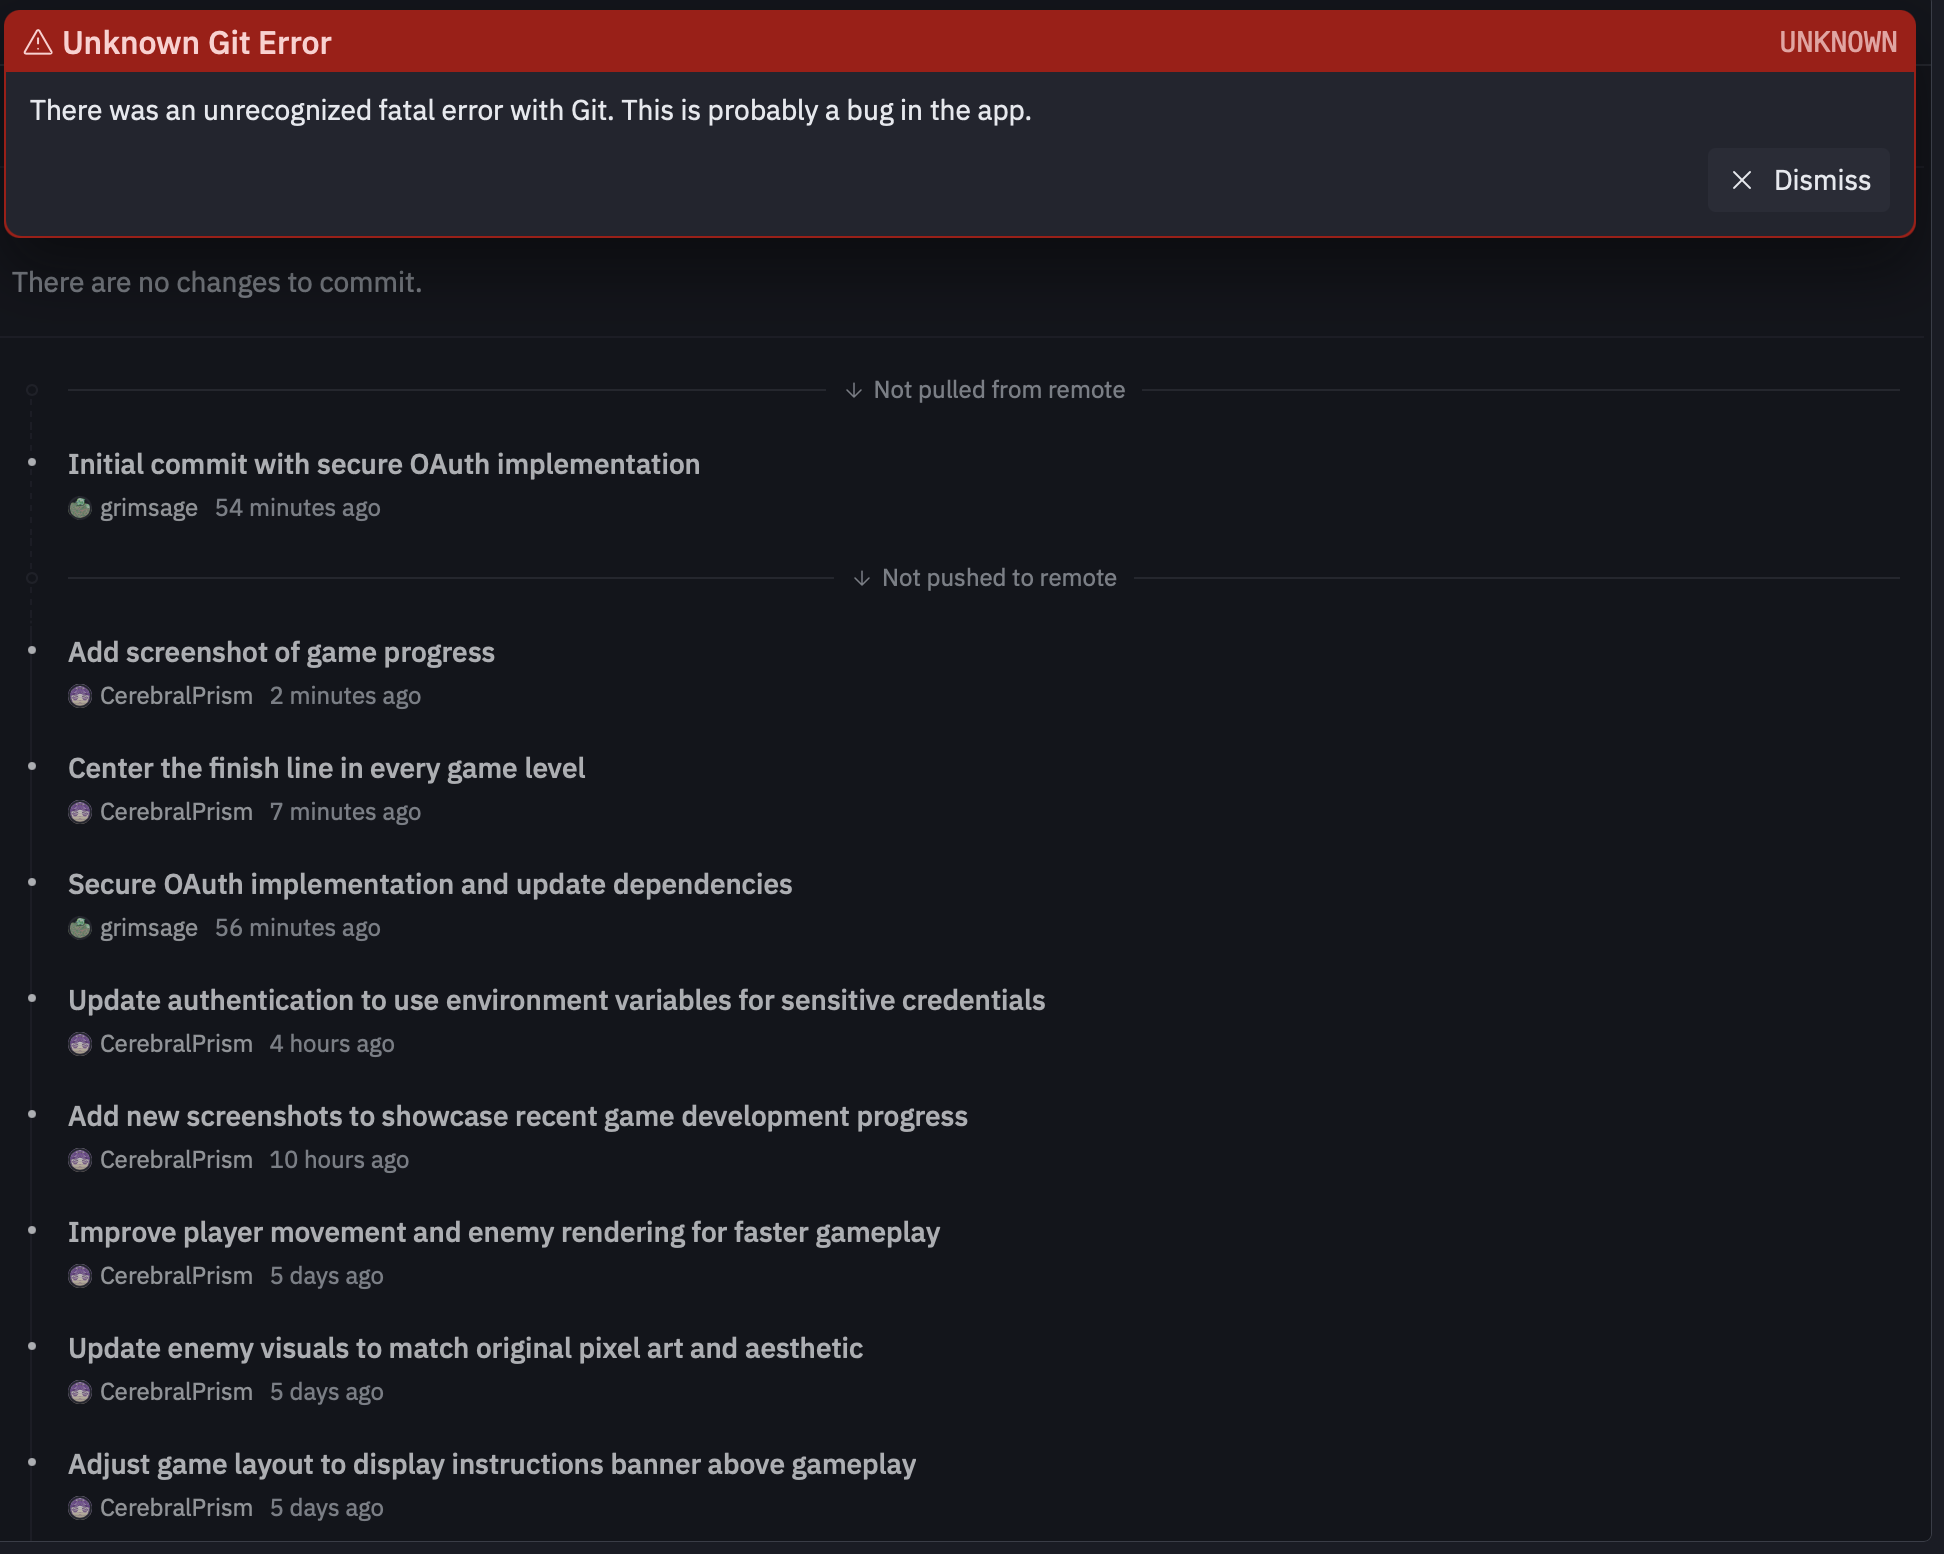 Unknown Git Error UNKNOWN
There was an unrecognized fatal error with Git. This is probably a bug in the app.
Dismiss
There are no changes to commit.
Not pulled from remote
Initial commit with secure OAuth implementation
grimsage 54 minutes ago
Not pushed to remote
Add screenshot of game progress
CerebralPrism 2 minutes ago
Center the finish line in every game level
CerebralPrism 7 minutes ago
Secure OAuth implementation and update dependencies
grimsage 56 minutes ago
Update authentication to use environment variables for sensitive credentials
CerebralPrism 4 hours ago
Add new screenshots to showcase recent game development progress
CerebralPrism 10 hours ago
Improve player movement and enemy rendering for faster gameplay
CerebralPrism 5 days ago
Update enemy visuals to match original pixel art and aesthetic
CerebralPrism 5 days ago
Adjust game layout to display instructions banner above gameplay
CerebralPrism 5 days ago